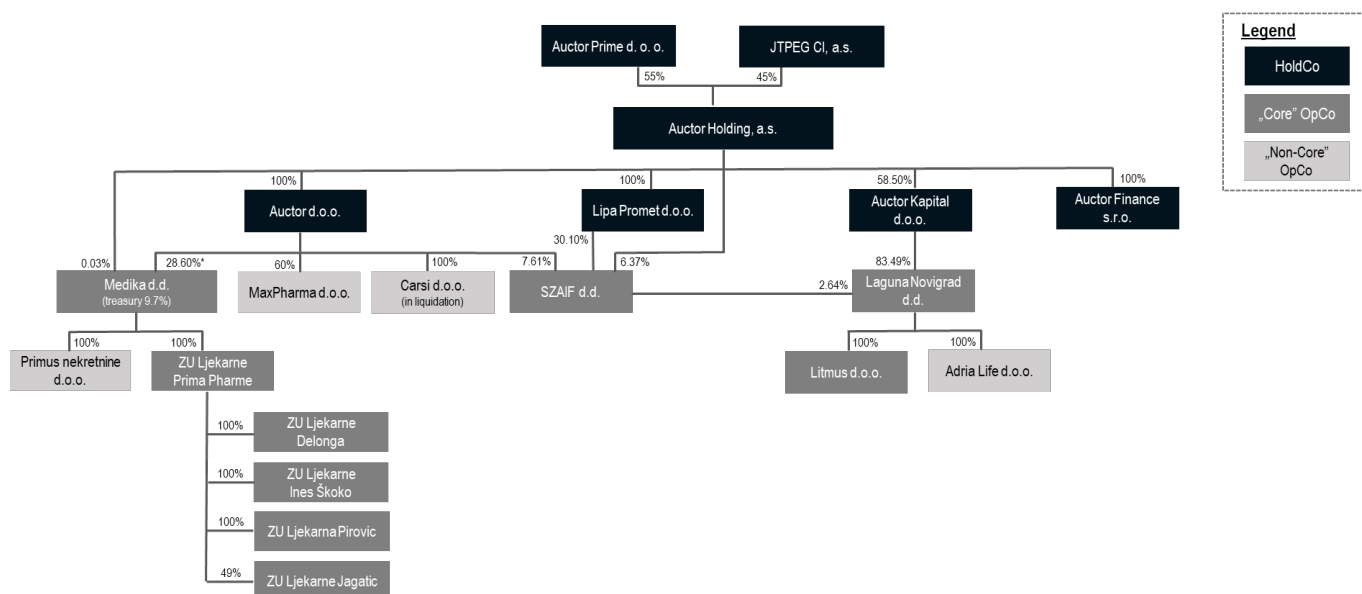 Auctor Prime d. o. o.
JTPEG CI, a.s.
55%
45%
Auctor Holding, a.s.
100%
100%
58.50%
100%
Auctor d.o.o.
Lipa Promet d.o.o.
Auctor Kapital
d.o.o.
Auctor Finance
s.r.o.
30.10%
0.03%
28.60%*
60%
100%
7.61%
6.37%
83.49%
Medika d.d.
(treasury 9.7%)
MaxPharma d.o.o.
Carsi d.o.o.
(in liquidation)
SZAIF d.d.
2.64%
Laguna Novigrad
d.d.
100%
100%
100%
100%
Primus nekretnine
d.o.o.
ZU Ljekarne
Prima Pharme
Litmus d.o.o.
Adria Life d.o.o.
100%
ZU Ljekarne
Delonga
100%
ZU Ljekarne
Ines Škoko
100%
ZU Ljekarna Pirovic
49%
ZU Ljekarne Jagatic
Legend
HoldCo
„Core” OpCo
„Non-Core”
OpCo